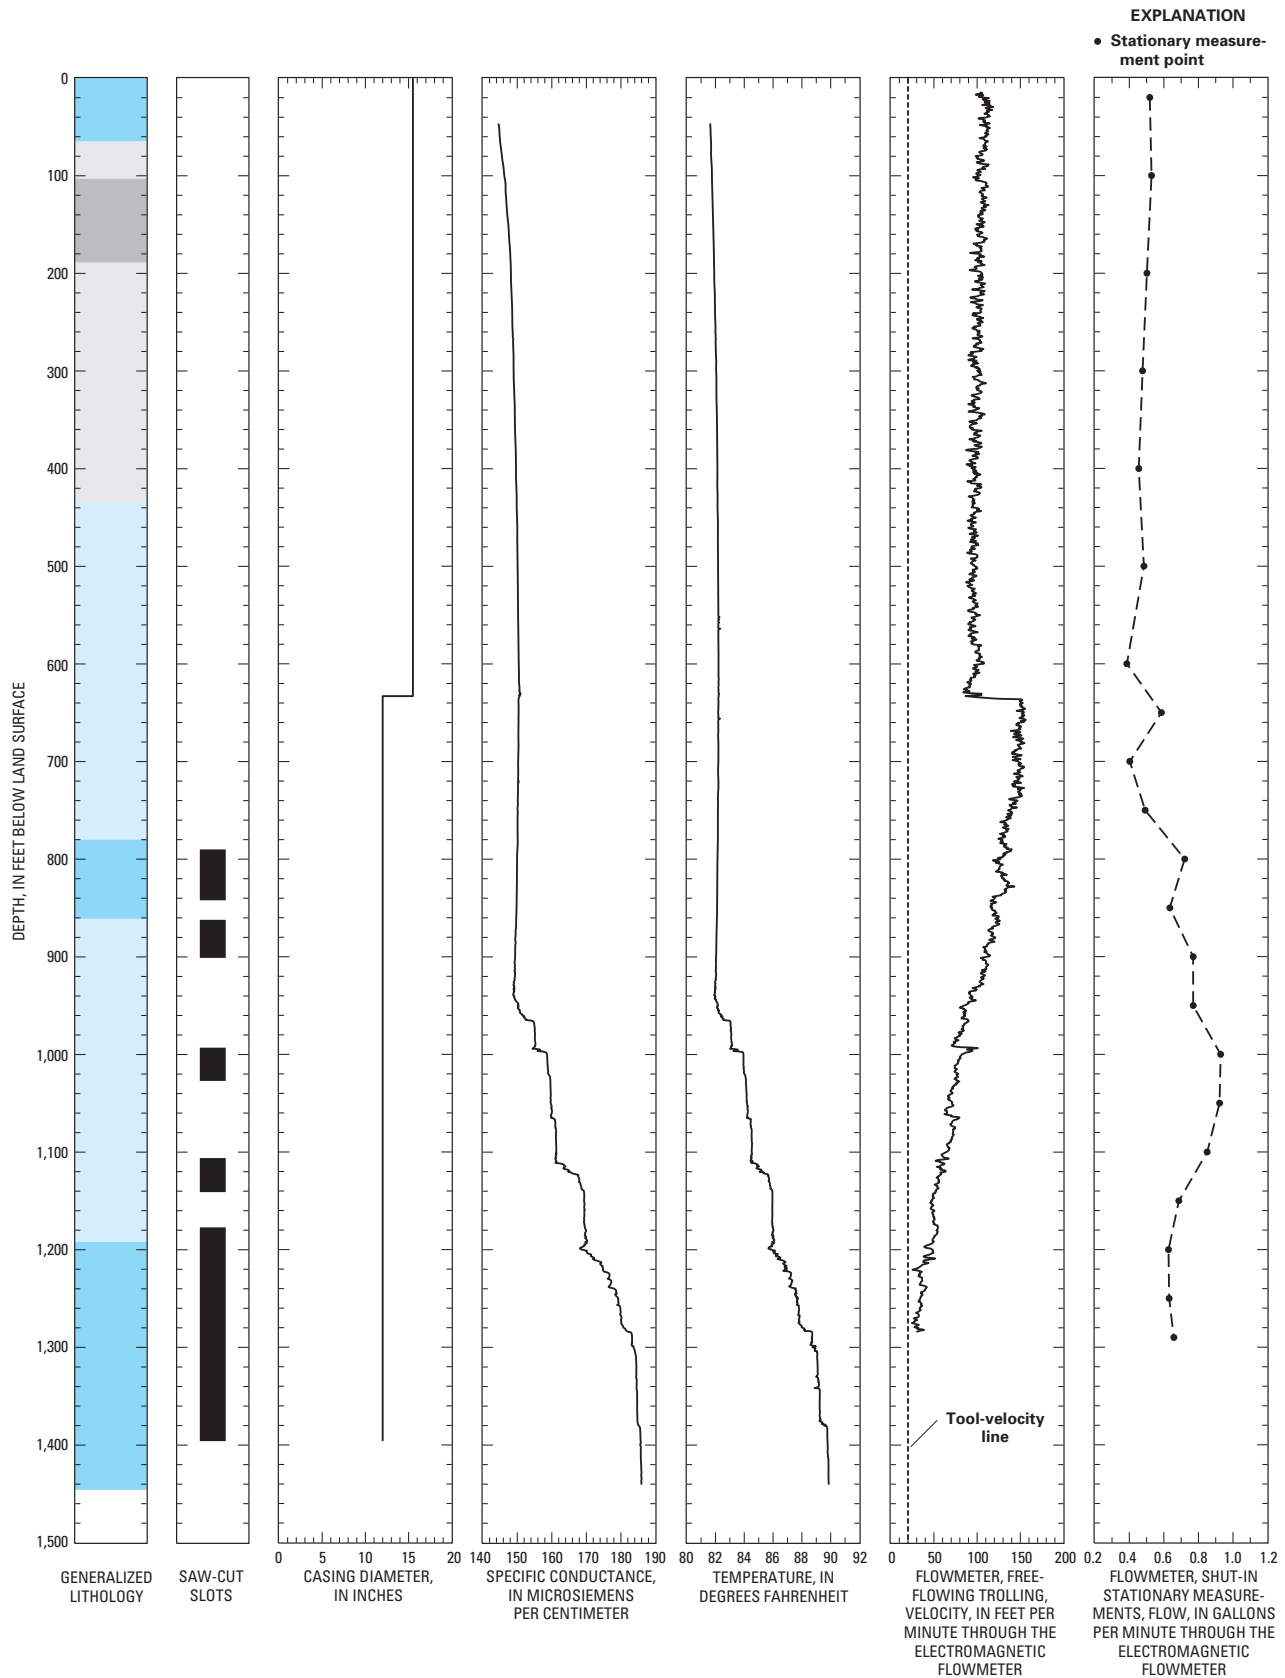 EXPLANATION
Stationary measure-
ment point
DEPTH, IN FEET BELOW LAND SURFACE
0
100
200
300
400
500
600
700
800
900
1,000
1,100
1,200
1,300
1,400
1,500
Tool-velocity
line
0 5 10 15 20
140 150 160 170 180 190
80 82 84 86 88 90 92
0 50 100 150 200
0.2 0.4 0.6 0.8 1.0 1.2
GENERALIZED
LITHOLOGY
SAW-CUT
SLOTS
CASING DIAMETER,
IN INCHES
SPECIFIC CONDUCTANCE,
IN MICROSIEMENS
PER CENTIMETER
TEMPERATURE, IN
DEGREES FAHRENHEIT
FLOWMETER, FREE-
FLOWING TROLLING,
VELOCITY, IN FEET PER
MINUTE THROUGH THE
ELECTROMAGNETIC
FLOWMETER
FLOWMETER, SHUT-IN
STATIONARY MEASURE-
MENTS, FLOW, IN GALLONS
PER MINUTE THROUGH THE
ELECTROMAGNETIC
FLOWMETER